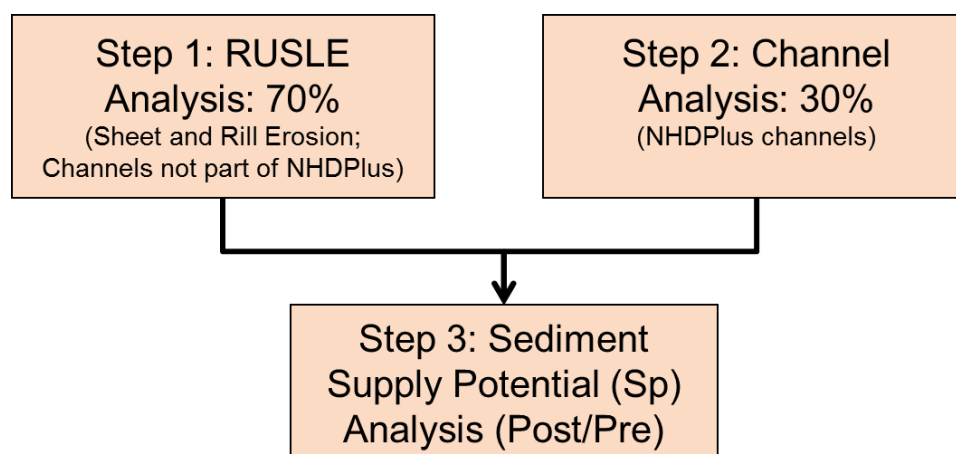 Step 1: RUSLE
Analysis: 70%
(Sheet and Rill Erosion;
Channels not part of NHDPlus)
Step 2: Channel
Analysis: 30%
(NHDPlus channels)
Step 3: Sediment
Supply Potential (Sp)
Analysis (Post/Pre)